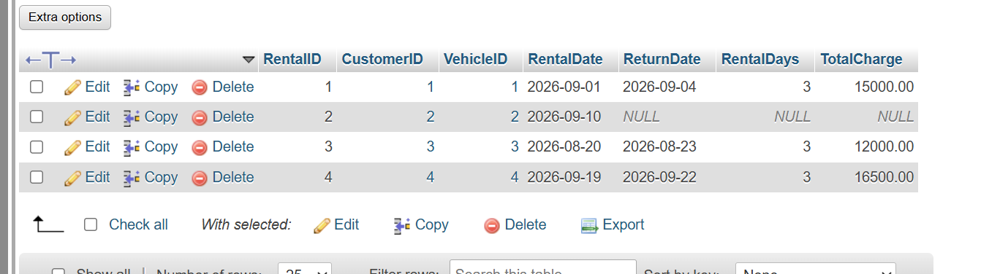 Extra options
RentalID CustomerID VehicleID RentalDate ReturnDate RentalDays TotalCharge
Edit Copy Delete 1 1 1 2026-09-01 2026-09-04 3 15000.00
Edit Copy Delete 2 2 2 2026-09-10 NULL NULL NULL
Edit Copy Delete 3 3 3 2026-08-20 2026-08-23 3 12000.00
Edit Copy Delete 4 4 4 2026-09-19 2026-09-22 3 16500.00
Check all With selected: Edit Copy Delete Export
Show all | Number of rows: 25 Filter rows: Search this table Sort by key: None